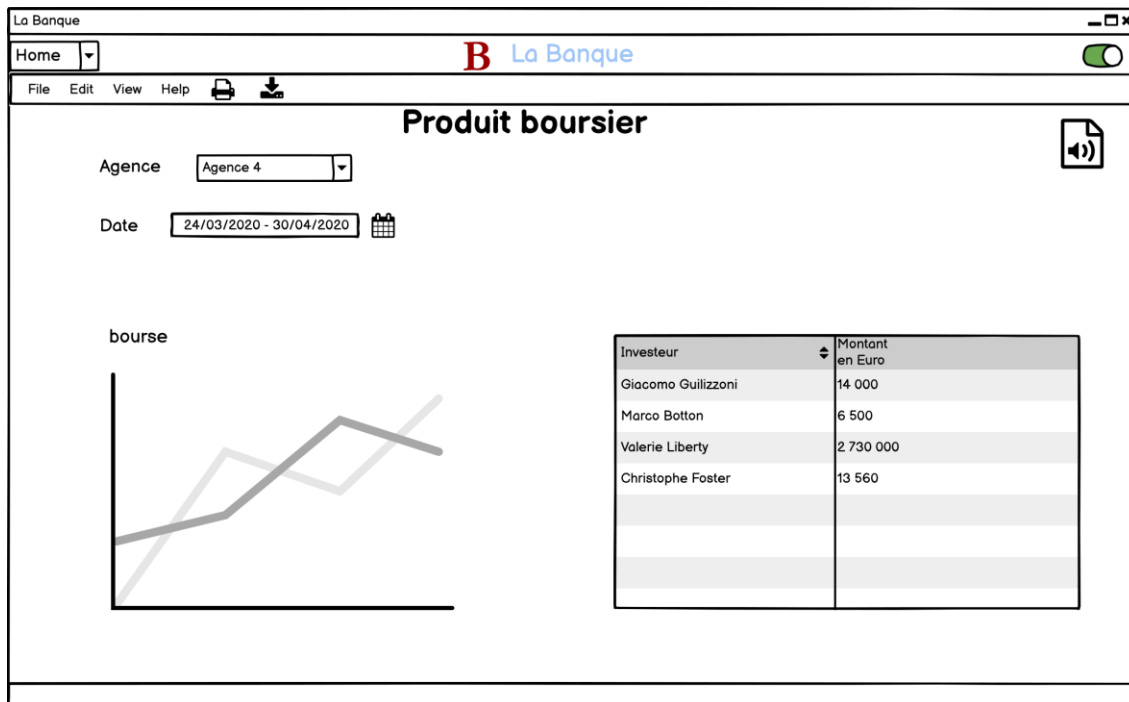 La Banque
Home
B La Banque
File Edit View Help
Produit boursier
Agence Agence 4
Date 24/03/2020 - 30/04/2020
bourse
Investeur Montant
en Euro
Giacomo Guilizzoni 14 000
Marco Botton 6 500
Valerie Liberty 2 730 000
Christophe Foster 13 560